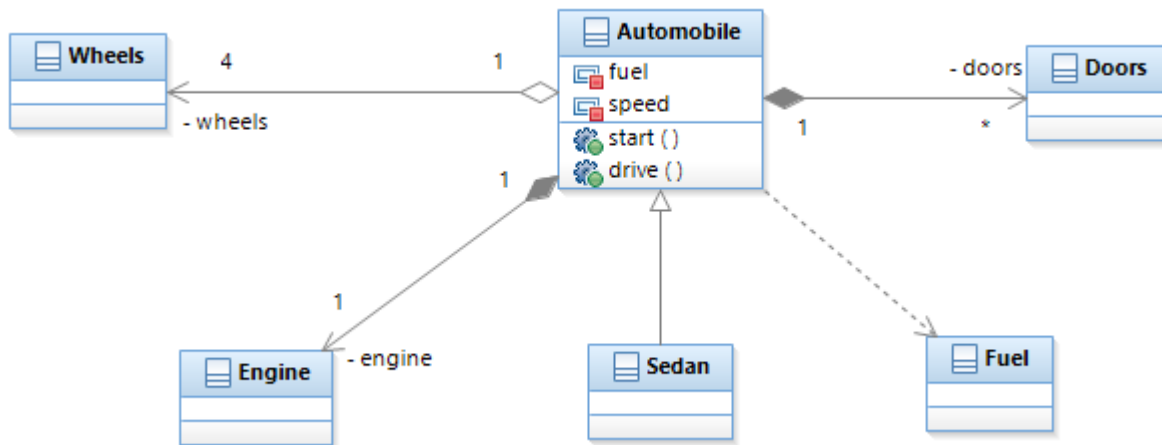 Automobile
Wheels
4
1
fuel
- doors
Doors
speed
- wheels
1
*
start ( )
1
drive ( )
1
- engine
Engine
Sedan
Fuel